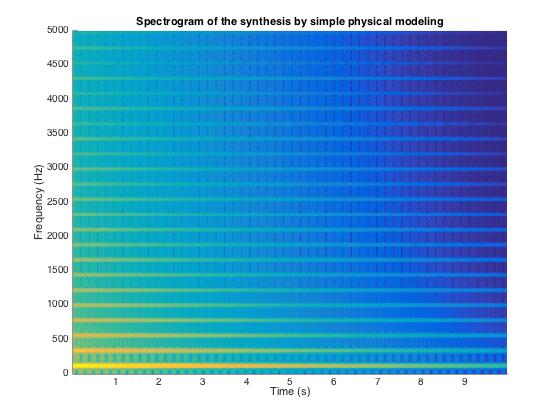 Spectrogram of the synthesis by simple physical modeling
5000
4500
4000
3500
3000
2500
2000
1500
1000
500
0
Frequency (Hz)
1 2 3 4 5 6 7 8 9
Time (s)